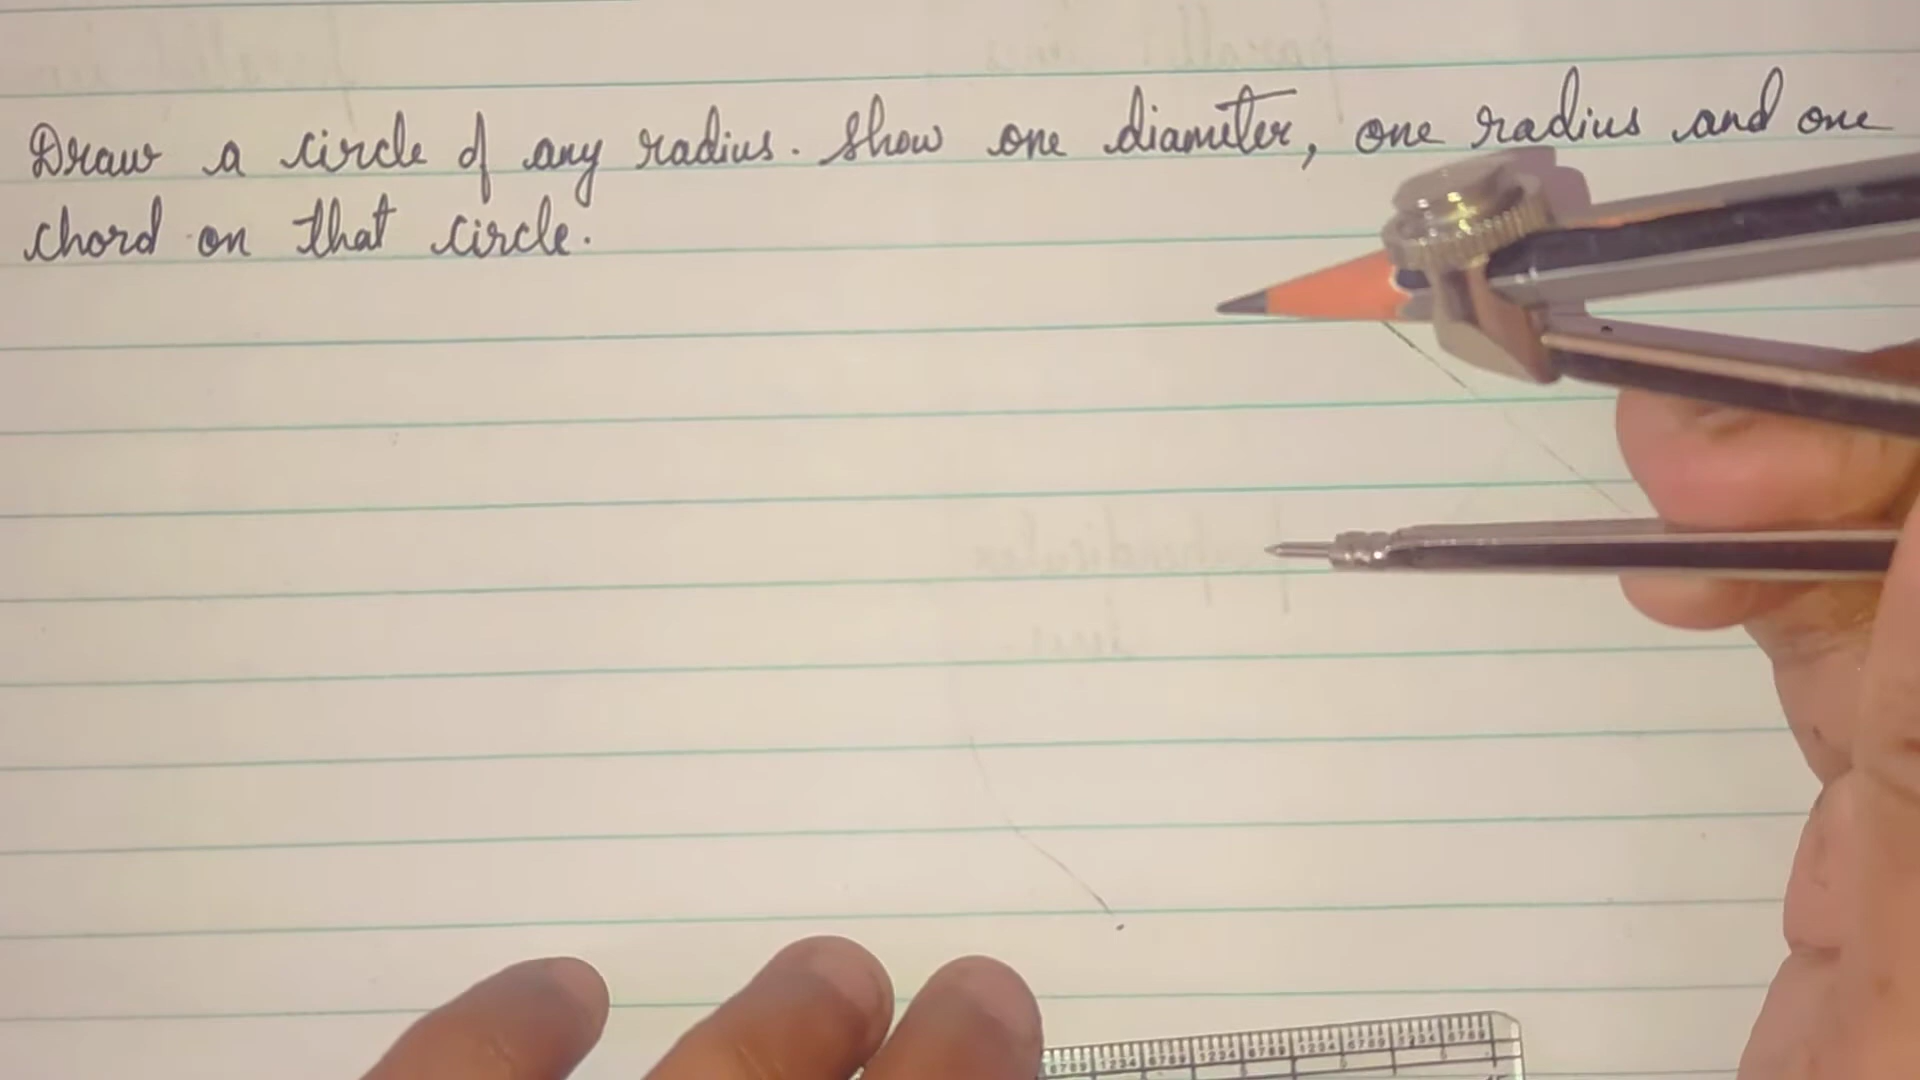 Draw a circle of any radius. Show one diameter, one radius and one
chord on that circle.